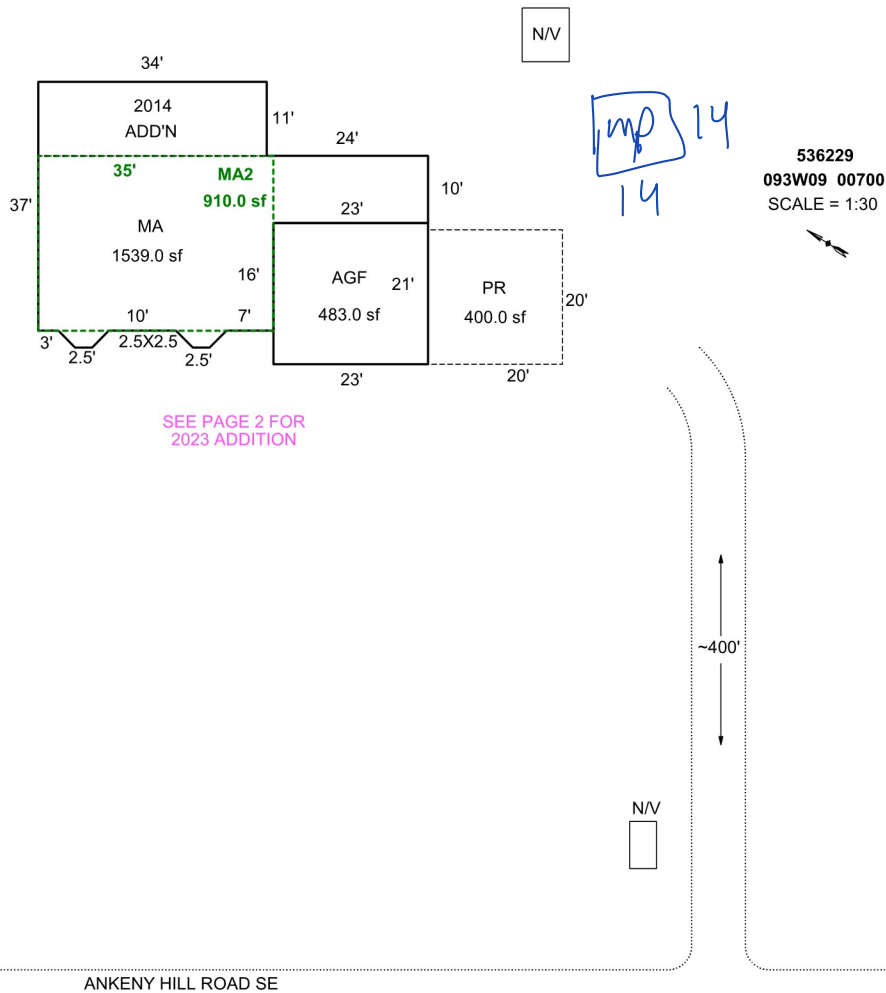 N/V
34'
2014
ADD'N
11'
24'
mp 14
14
536229
093W09 00700
SCALE = 1:30
35'
MA2
910.0 sf
10'
37'
23'
MA
1539.0 sf
16'
AGF
483.0 sf
21'
PR
400.0 sf
20'
10'
7'
3'
2.5X2.5
2.5'
2.5'
23'
20'
SEE PAGE 2 FOR
2023 ADDITION
~400'
N/V
ANKENY HILL ROAD SE